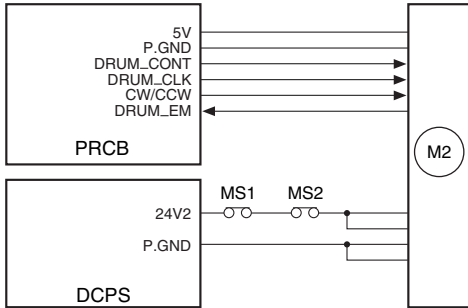 5V
P.GND
DRUM_CONT
DRUM_CLK
CW/CCW
DRUM_EM
PRCB
M2
MS1 MS2
24V2
P.GND
DCPS